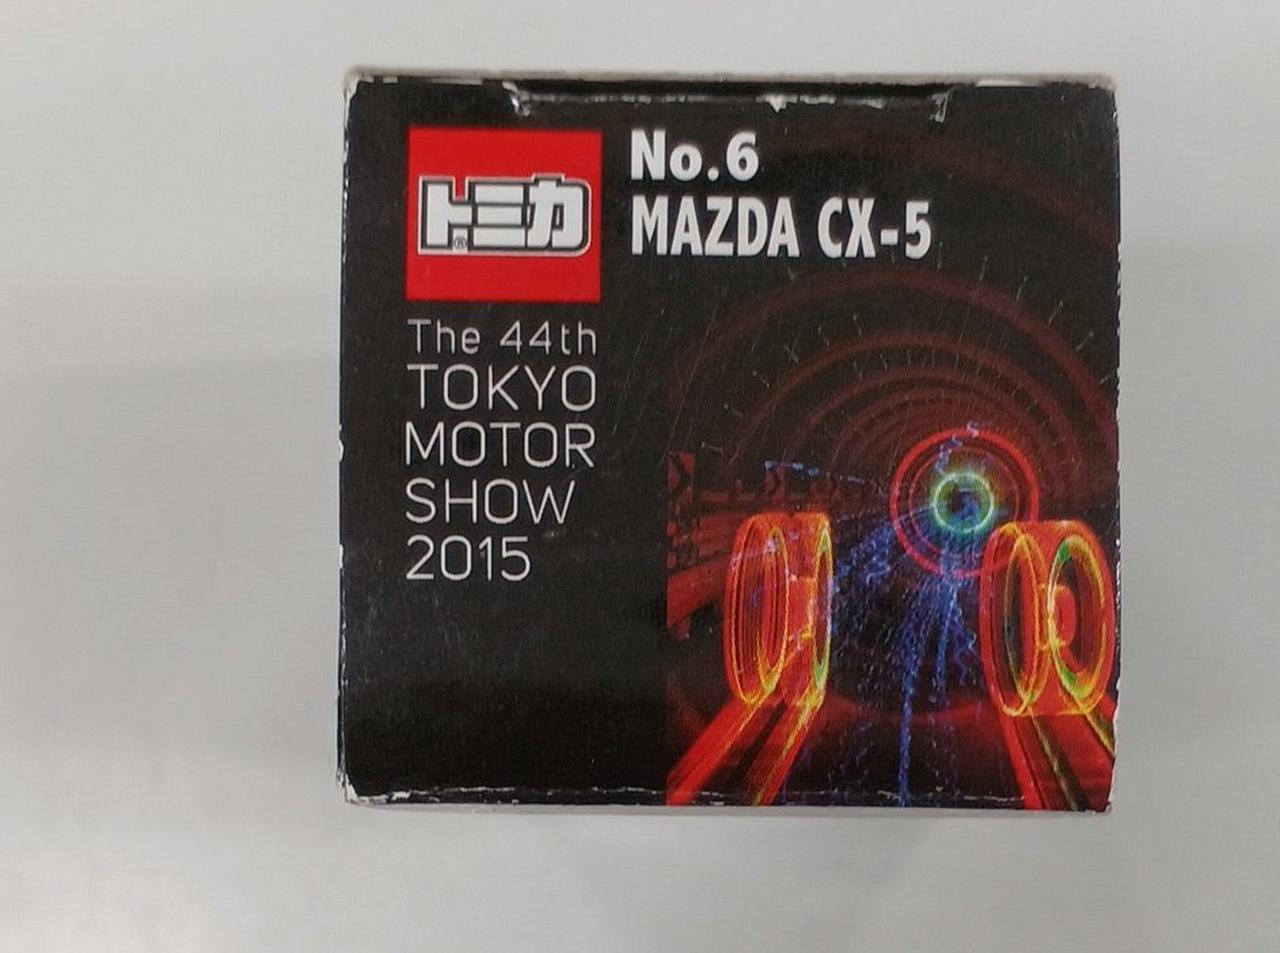 トミカ®
No.6
MAZDA CX-5
The 44th
TOKYO
MOTOR
SHOW
2015